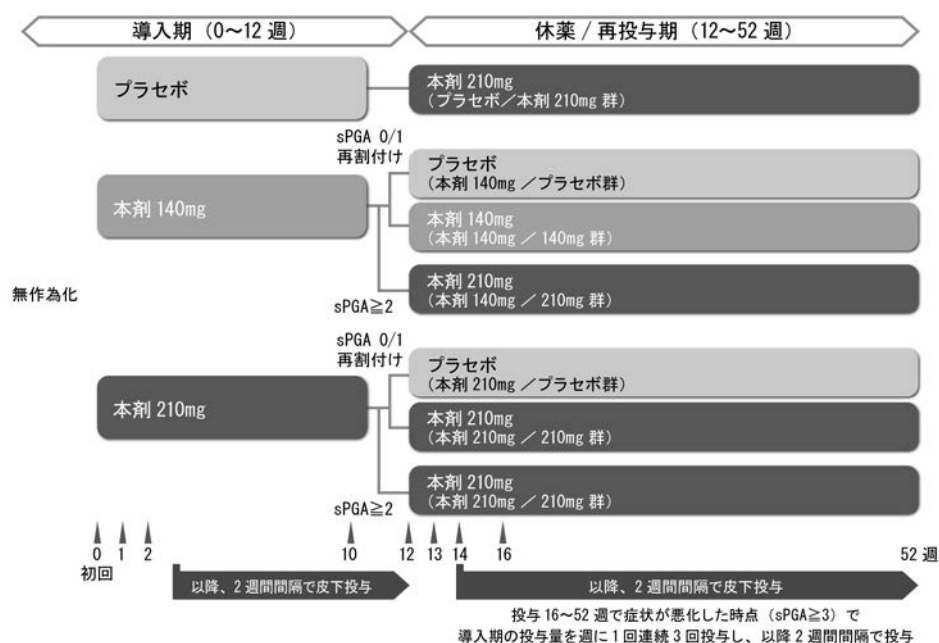 導入期（0～12 週）
休薬 / 再投与期（12～52 週）
プラセボ
本剤 210mg
（プラセボ／本剤 210mg 群）
sPGA 0/1
再割付け
プラセボ
（本剤 140mg ／プラセボ群）
本剤 140mg
本剤 140mg
（本剤 140mg ／ 140mg 群）
本剤 210mg
（本剤 140mg ／ 210mg 群）
sPGA≧2
無作為化
sPGA 0/1
再割付け
プラセボ
（本剤 210mg ／プラセボ群）
本剤 210mg
本剤 210mg
（本剤 210mg ／ 210mg 群）
本剤 210mg
（本剤 210mg ／ 210mg 群）
sPGA≧2
0 1 2 10 12 13 14 16 52 週
初回
以降、2 週間間隔で皮下投与
以降、2 週間間隔で皮下投与
投与 16～52 週で症状が悪化した時点（sPGA≧3）で
導入期の投与量を週に 1 回連続 3 回投与し、以降 2 週間間隔で投与